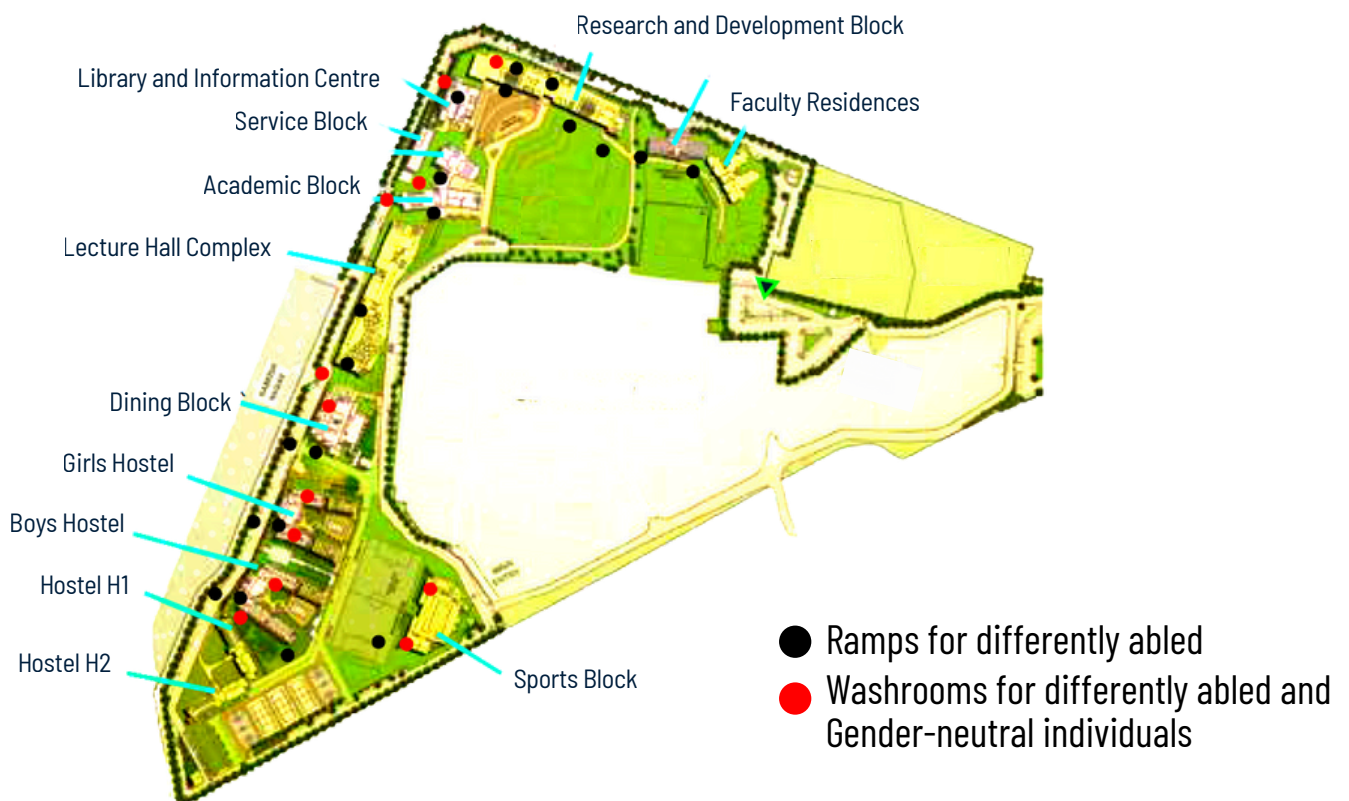 Research and Development Block
Library and Information Centre
Faculty Residences
Service Block
Academic Block
Lecture Hall Complex
Dining Block
Girls Hostel
Boys Hostel
Hostel H1
Hostel H2
MAIN
ENTRY
Sports Block
Ramps for differently abled
Washrooms for differently abled and
Gender-neutral individuals